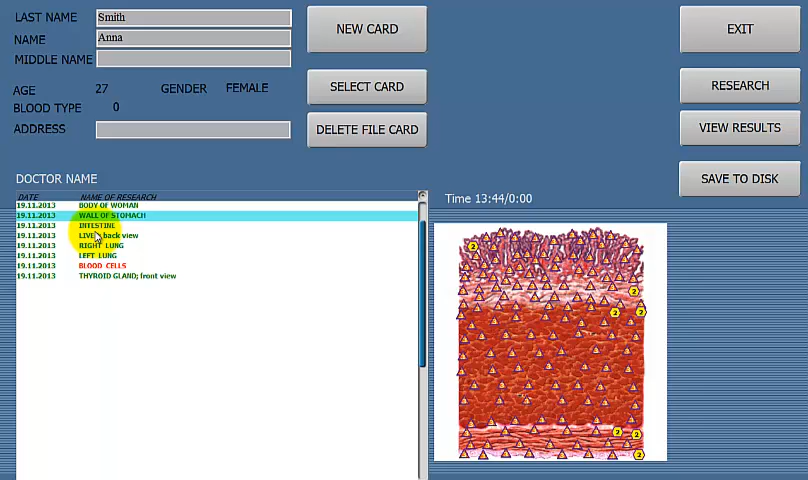 LAST NAME Smith
NAME Anna
MIDDLE NAME
AGE 27 GENDER FEMALE
BLOOD TYPE 0
ADDRESS
NEW CARD
SELECT CARD
DELETE FILE CARD
EXIT
RESEARCH
VIEW RESULTS
SAVE TO DISK
DOCTOR NAME
DATE NAME OF RESEARCH
19.11.2013 BODY OF WOMAN
19.11.2013 WALL OF STOMACH
19.11.2013 INTESTINE
19.11.2013 back view
19.11.2013 RIGHT LUNG
19.11.2013 LEFT LUNG
19.11.2013 BLOOD CELLS
19.11.2013 THYROID GLAND; front view
Time 13:44/0:00